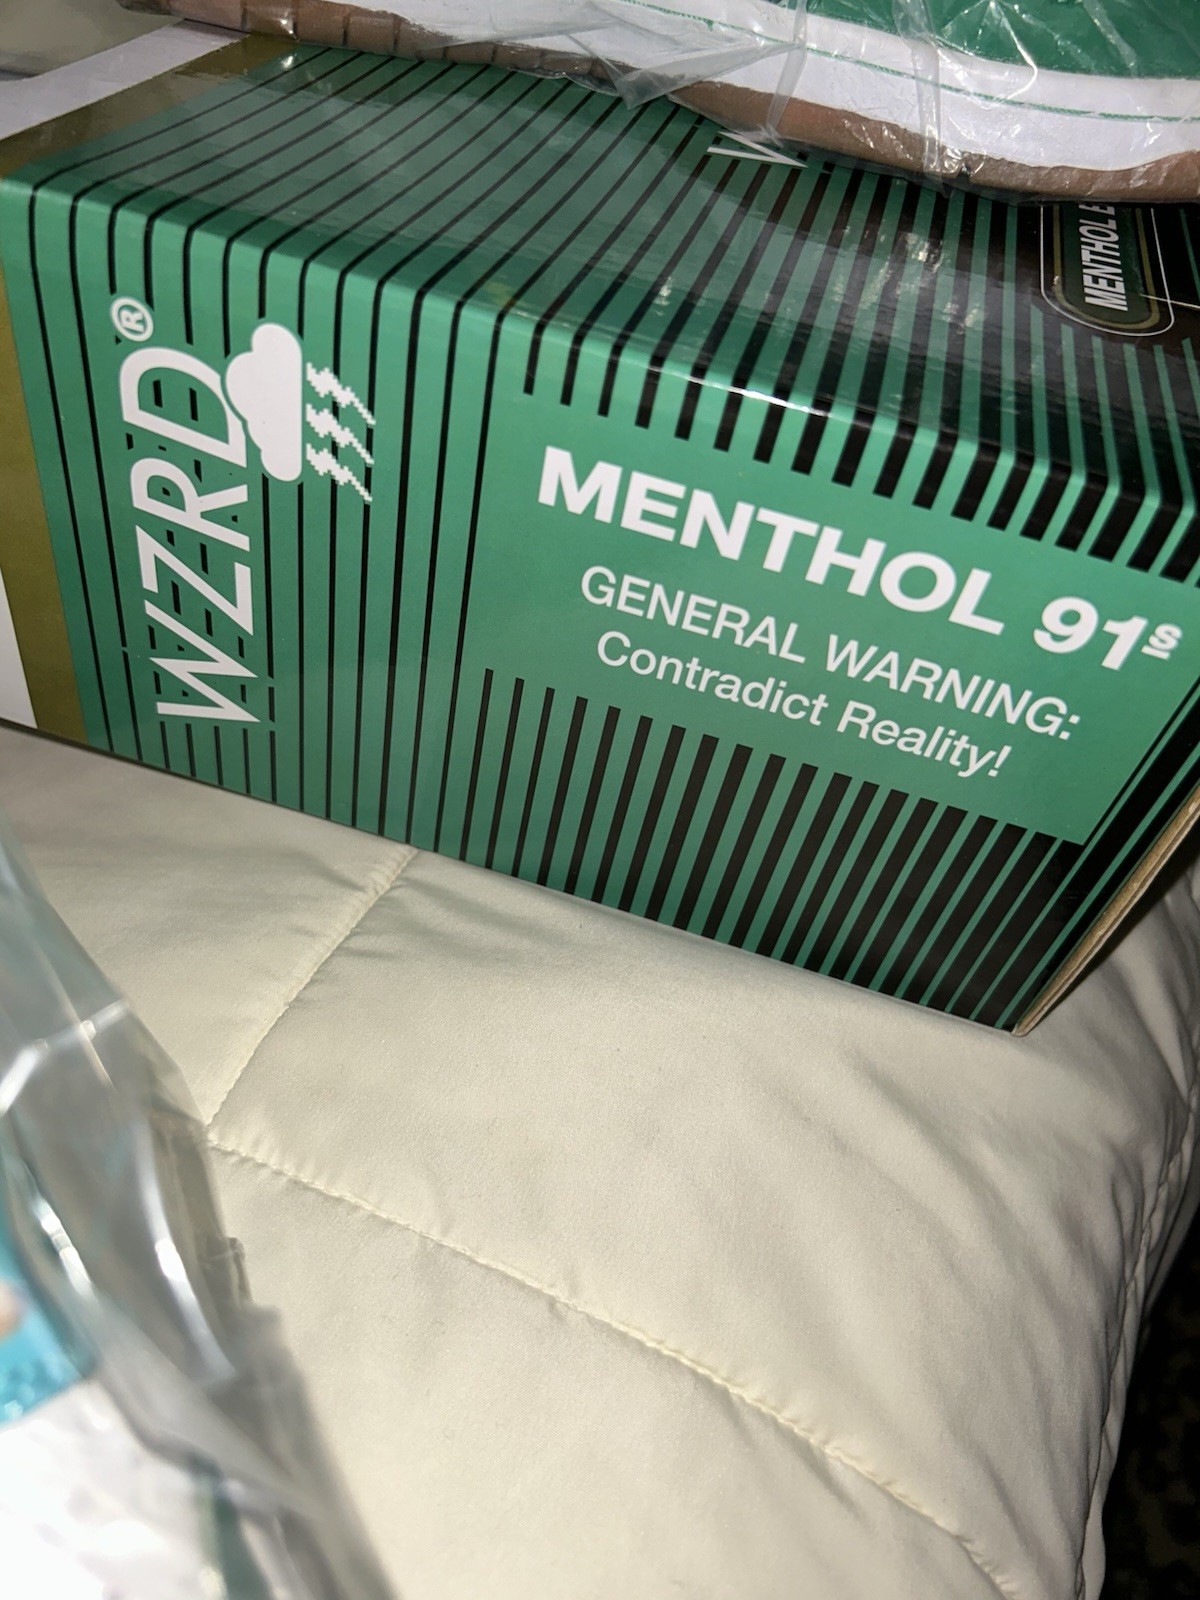 WZRD®
MENTHOL 91s
GENERAL WARNING:
Contradict Reality!
MENTHOL